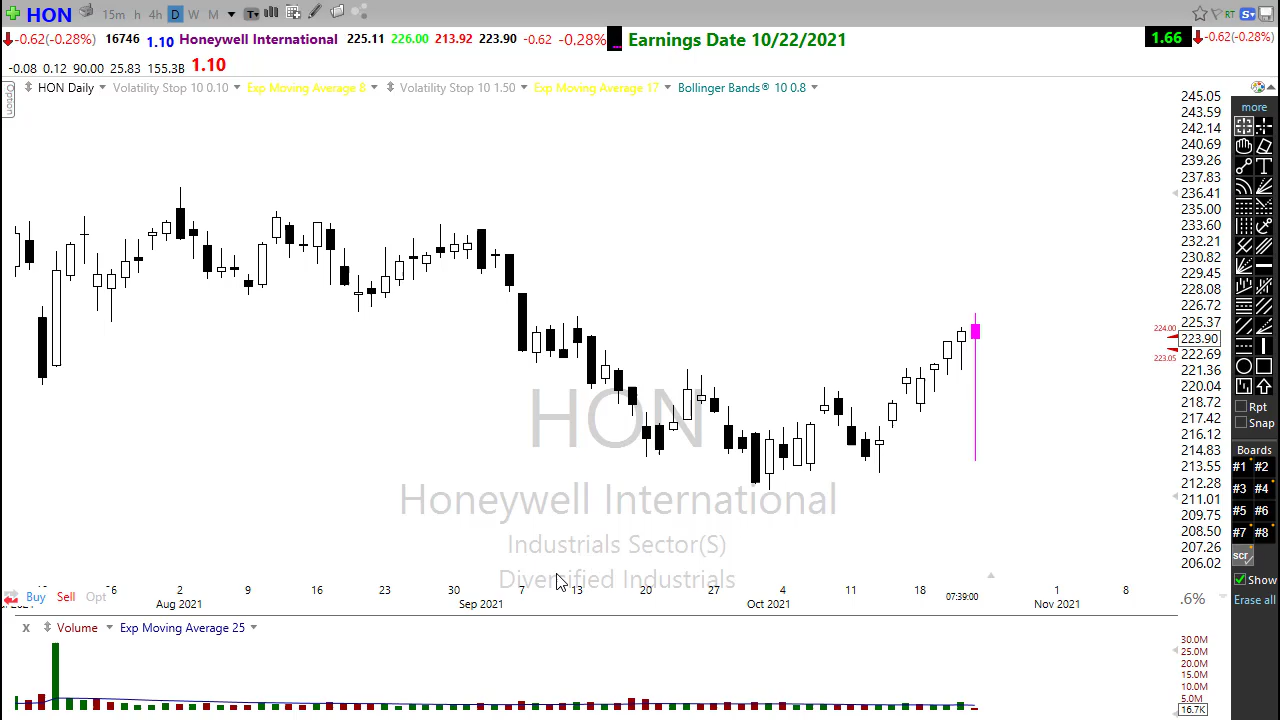 HON 15m h 4h D W M T RT S
-0.62(-0.28%) 16746 1.10 Honeywell International 225.11 226.00 213.92 223.90 -0.62 -0.28% ... Earnings Date 10/22/2021 1.66 -0.62(-0.28%)
-0.08 0.12 90.00 25.83 155.3B 1.10
Option
HON Daily Volatility Stop 10 0.10 Exp Moving Average 8 Volatility Stop 10 1.50 Exp Moving Average 17 Bollinger Bands® 10 0.8
245.05
243.59
242.14
240.69
239.26
237.83
236.41
235.00
233.60
232.21
230.82
229.45
228.08
226.72
225.37
224.00
223.90
223.05
222.69
221.36
220.04
218.72
217.42
216.12
214.83
213.55
212.28
211.01
209.75
208.50
207.26
206.02
HON
Honeywell International
Industrials Sector(S)
Diversified Industrials
more
T
Rpt
Snap
Boards
#1 #2
#3 #4
#5 #6
#7 #8
scr
Show
Erase all
26 2 9 16 23 30 7 13 20 27 4 11 18 07:39:00 1 8
Aug 2021 Sep 2021 Oct 2021 Nov 2021
Buy Sell Opt .6%
X Volume Exp Moving Average 25
30.0M
25.0M
20.0M
15.0M
10.0M
5.0M
16.7K